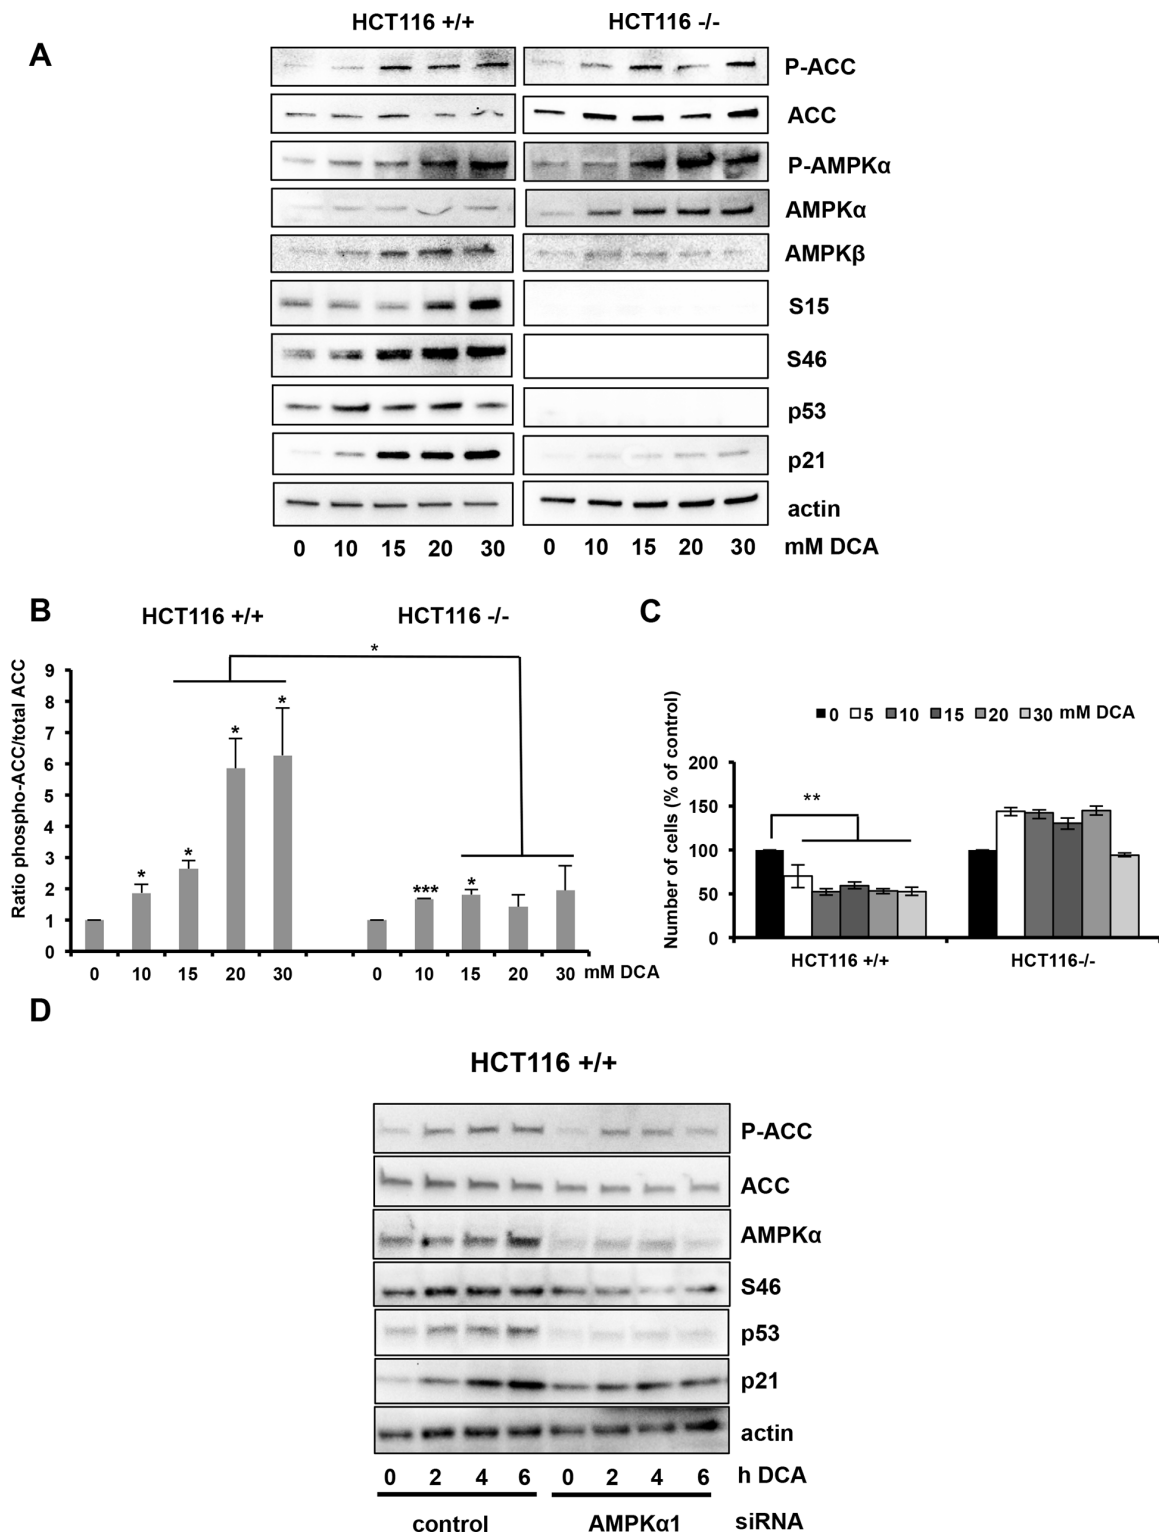 HCT116 +/+ HCT116 -/-
A
P-ACC
ACC
P-AMPKα
AMPKα
AMPKβ
S15
S46
p53
p21
actin
0 10 15 20 30 0 10 15 20 30 mM DCA
B
HCT116 +/+ HCT116 -/-
*
Ratio phospho-ACC/total ACC
9
8
7
6
5
4
3
2
1
0
* * * * *** *
0 10 15 20 30 0 10 15 20 30 mM DCA
C
0 5 10 15 20 30 mM DCA
Number of cells (% of control)
200
150
100
50
0
**
HCT116 +/+ HCT116-/-
D
HCT116 +/+
P-ACC
ACC
AMPKα
S46
p53
p21
actin
0 2 4 6 0 2 4 6 h DCA
control AMPKα1 siRNA